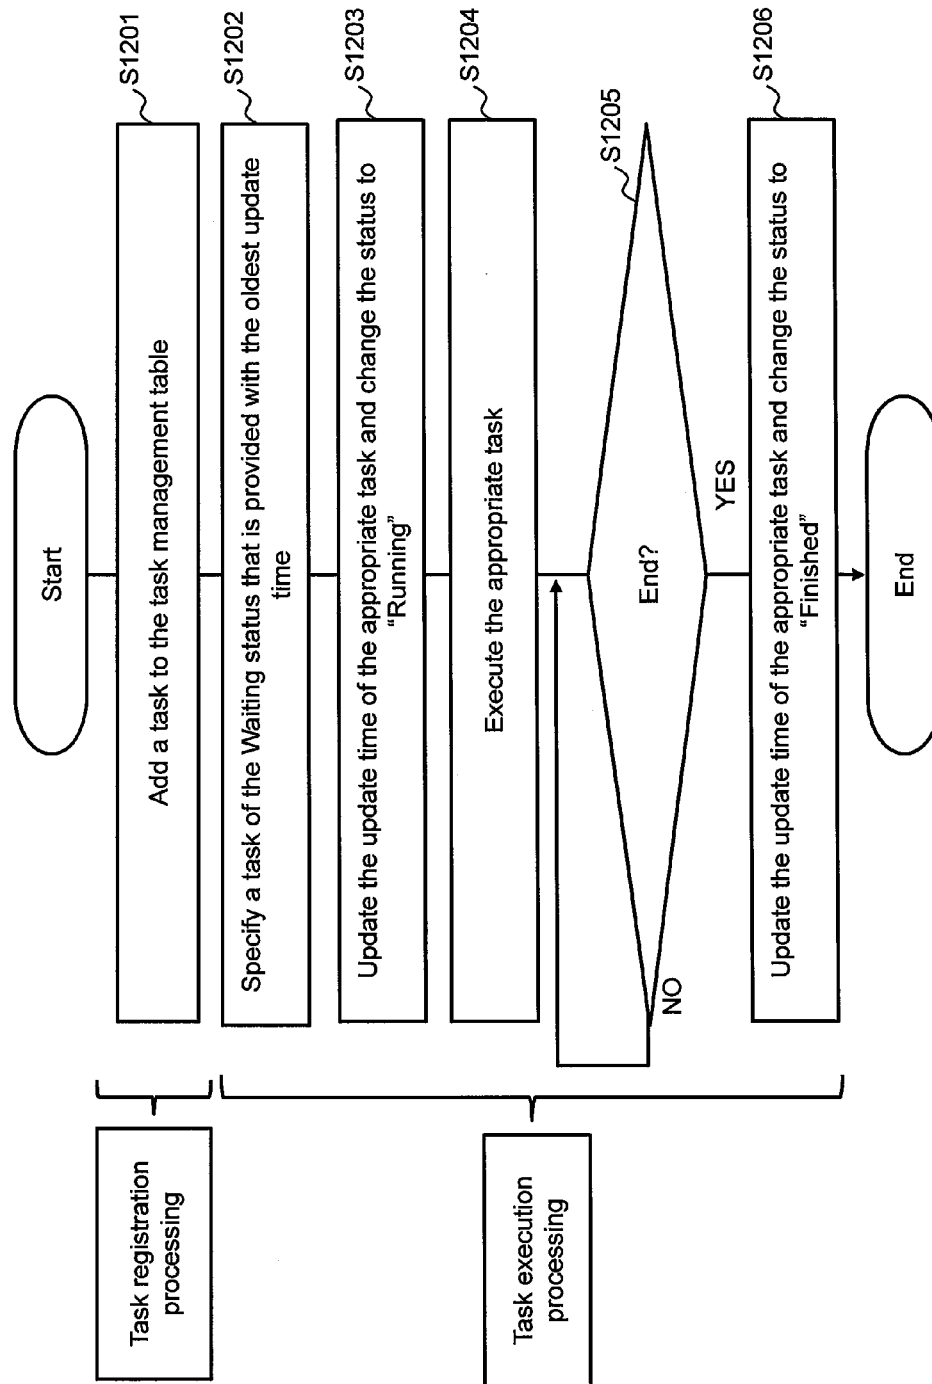 Start
S1201
Add a task to the task management table
S1202
Specify a task of the Waiting status that is provided with the oldest update
time
S1203
Update the update time of the appropriate task and change the status to
“Running”
S1204
Execute the appropriate task
S1205
End?
NO
YES
S1206
Update the update time of the appropriate task and change the status to
“Finished”
End
Task registration
processing
Task execution
processing